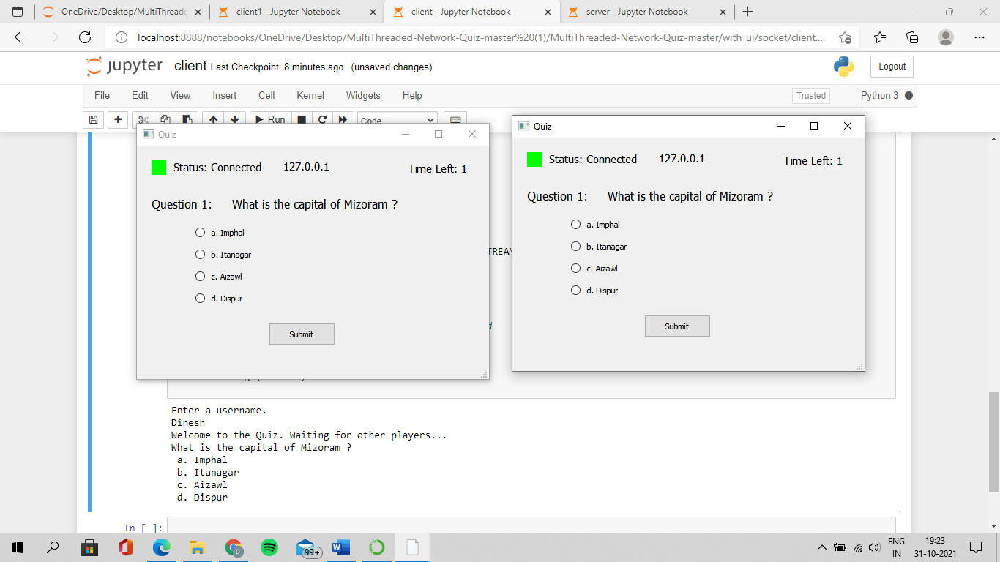 OneDrive/Desktop/MultiThreade
client1 - Jupyter Notebook
client - Jupyter Notebook
server - Jupyter Notebook
localhost:8888/notebooks/OneDrive/Desktop/MultiThreaded-Network-Quiz-master%20(1)/MultiThreaded-Network-Quiz-master/with_ui/socket/client....
jupyter client Last Checkpoint: 8 minutes ago (unsaved changes)
Logout
File Edit View Insert Cell Kernel Widgets Help
Trusted Python 3
Run Code
Quiz
Status: Connected 127.0.0.1
Time Left: 1
Question 1: What is the capital of Mizoram ?
a. Imphal
b. Itanagar
c. Aizawl
d. Dispur
Submit
Quiz
Status: Connected 127.0.0.1
Time Left: 1
Question 1: What is the capital of Mizoram ?
a. Imphal
b. Itanagar
c. Aizawl
d. Dispur
Submit
Enter a username.
Dinesh
Welcome to the Quiz. Waiting for other players...
What is the capital of Mizoram ?
a. Imphal
b. Itanagar
c. Aizawl
d. Dispur
In [ ]:
D
99+
ENG
IN
19:23
31-10-2021